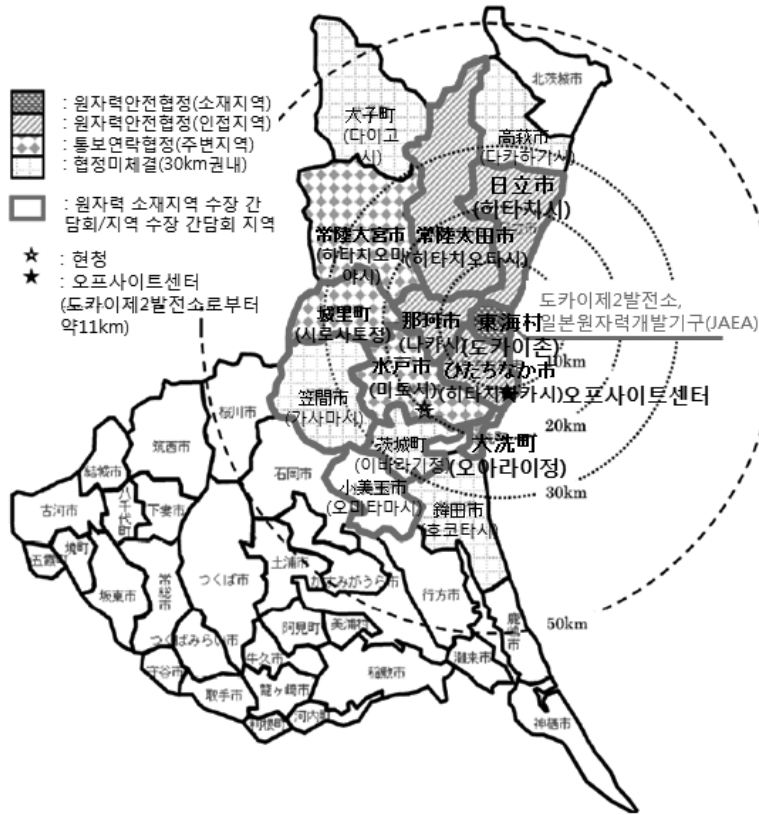 : 원자력안전협정(소재지역)
: 원자력안전협정(인접지역)
: 통보연락협정(주변지역)
: 협정미체결(30km권내)
: 원자력 소재지역 수장 간
담회/지역 수장 간담회 지역
: 현청
: 오프사이트센터
(도카이제2발전소로부터
약11km)
北茨城市
大子町
(다이고
시)
高萩市
(다카하기시)
日立市
(히타치시)
常陸大宮市
(하타치오마
야시)
常陸太田市
(히타치오타시)
城里町
(시로사토정)
那珂市
(나카시)
東海村
(도카이손)
도카이제2발전소,
일본원자력개발기구(JAEA)
水戸市
(미토시)
ひたちなか市
오프사이트센터
10km
20km
30km
50km
笠間市
(가사마시)
茨城町
(이바라기정)
大洗町
(오아라이정)
小美玉市
(오미타마시)
鉾田市
(호코타시)
桜川市
筑西市
石岡市
結城市
八千代町
下妻市
古河市
五霞町
境町
坂東市
常総市
つくば市
土浦市
かすみがうら市
行方市
鹿嶋市
つくばみらい市
阿見町
美浦村
牛久市
稲敷市
潮来市
守谷市
取手市
龍ヶ崎市
利根町
河内町
神栖市